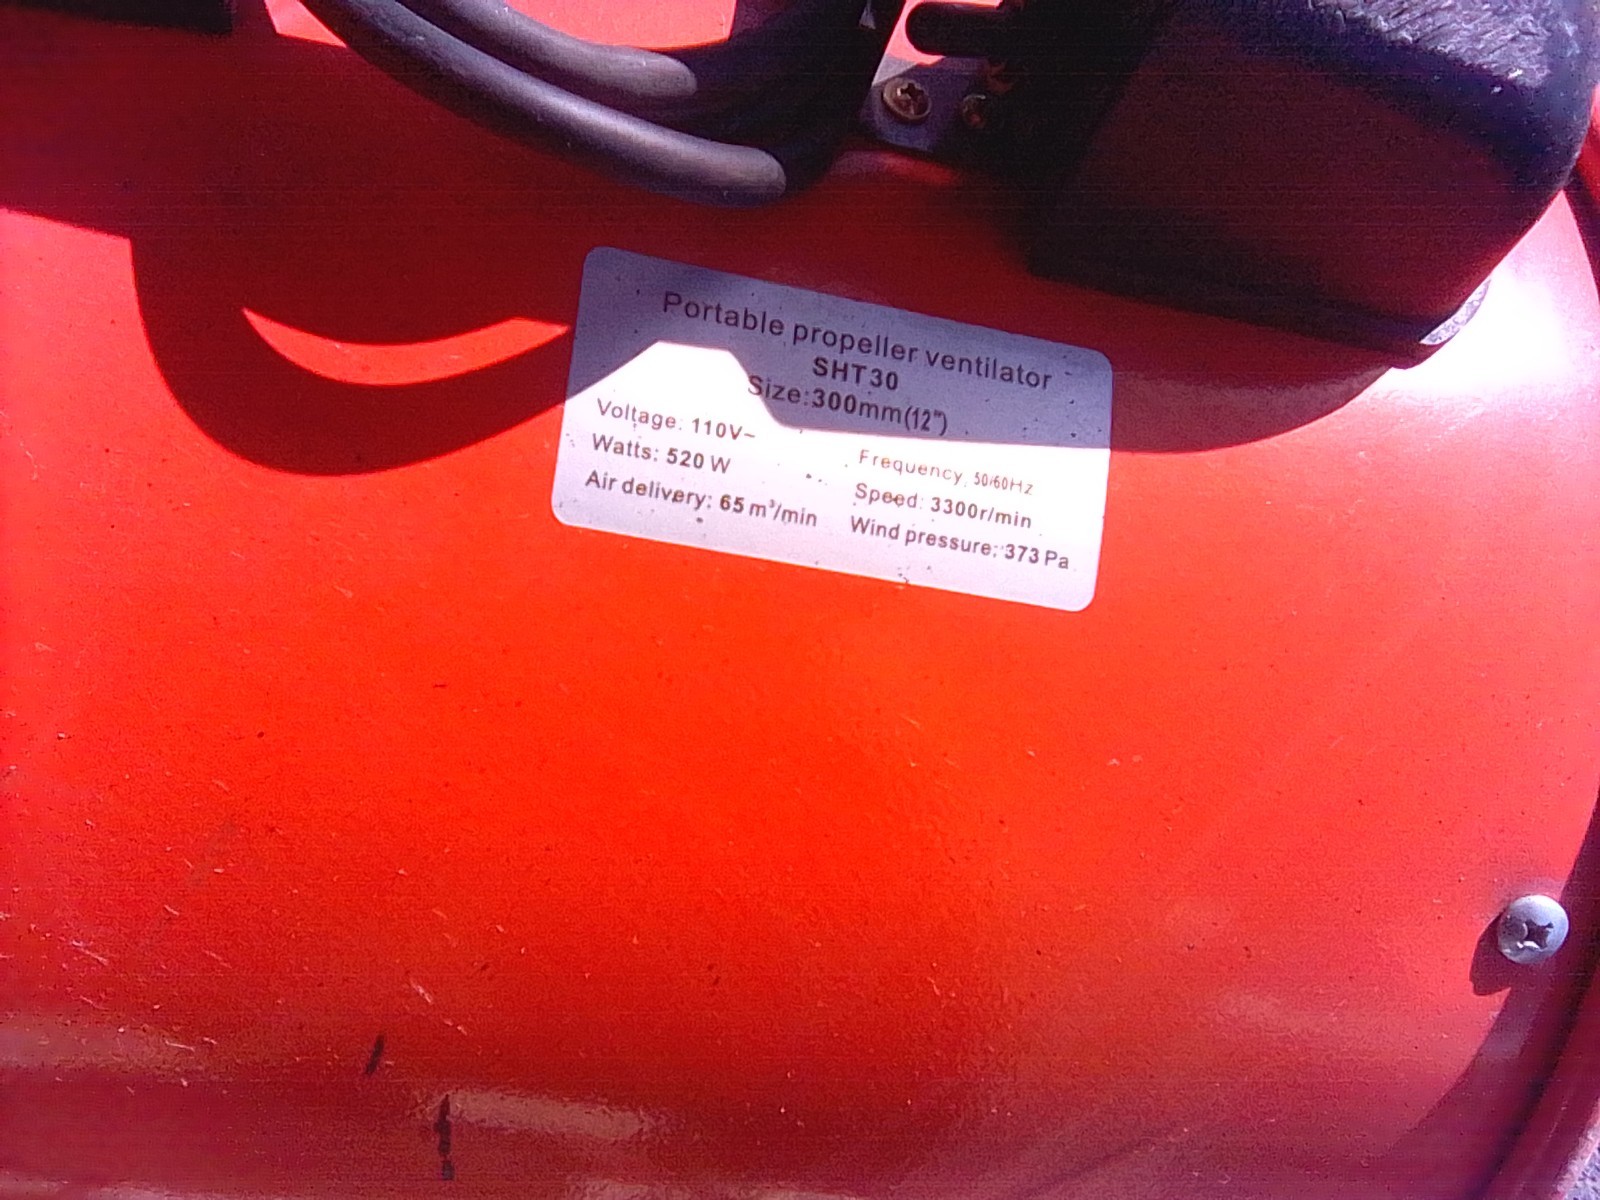 Portable propeller ventilator
SHT30
Size:300mm(12")
Voltage: 110V~
Frequency: 50/60Hz
Watts: 520 W
Speed: 3300r/min
Air delivery: 65 m³/min
Wind pressure: 373 Pa